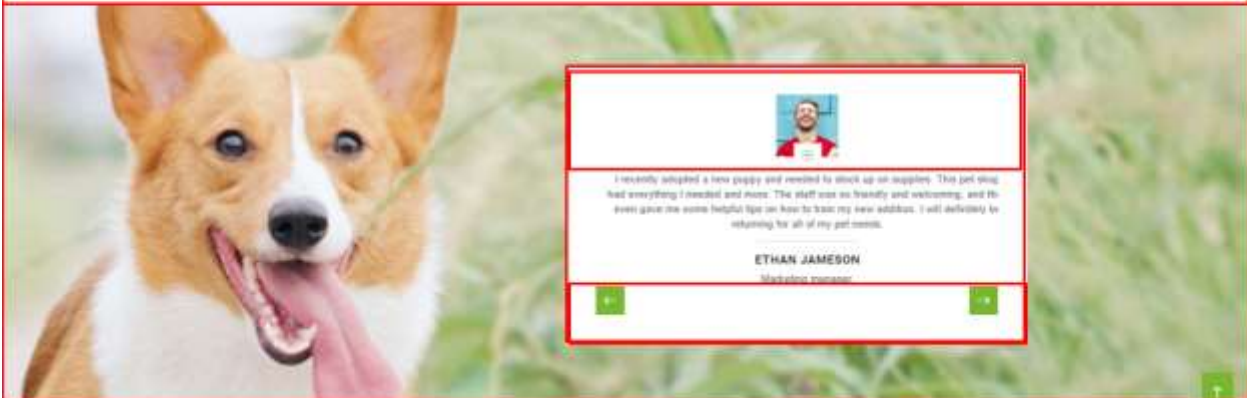 I recently adopted a new puppy and needed to stock up on supplies. This pet shop
had everything I needed and more. The staff was so friendly and welcoming, and th
even gave me some helpful tips on how to train my new addition. I will definitely be
returning for all of my pet needs.
ETHAN JAMESON
Marketing manager